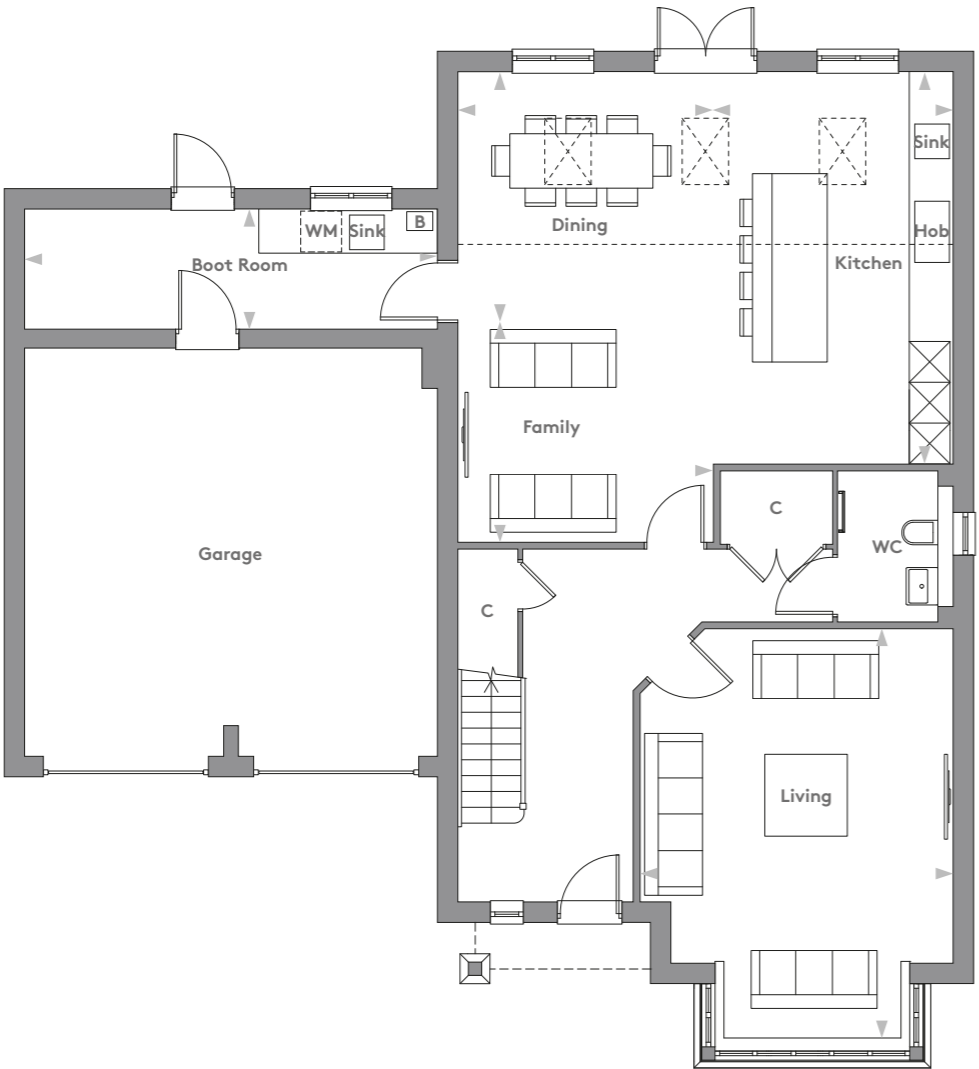 Sink
WM
Sink
B
Dining
Hob
Boot Room
Kitchen
Family
C
Garage
WC
C
Living